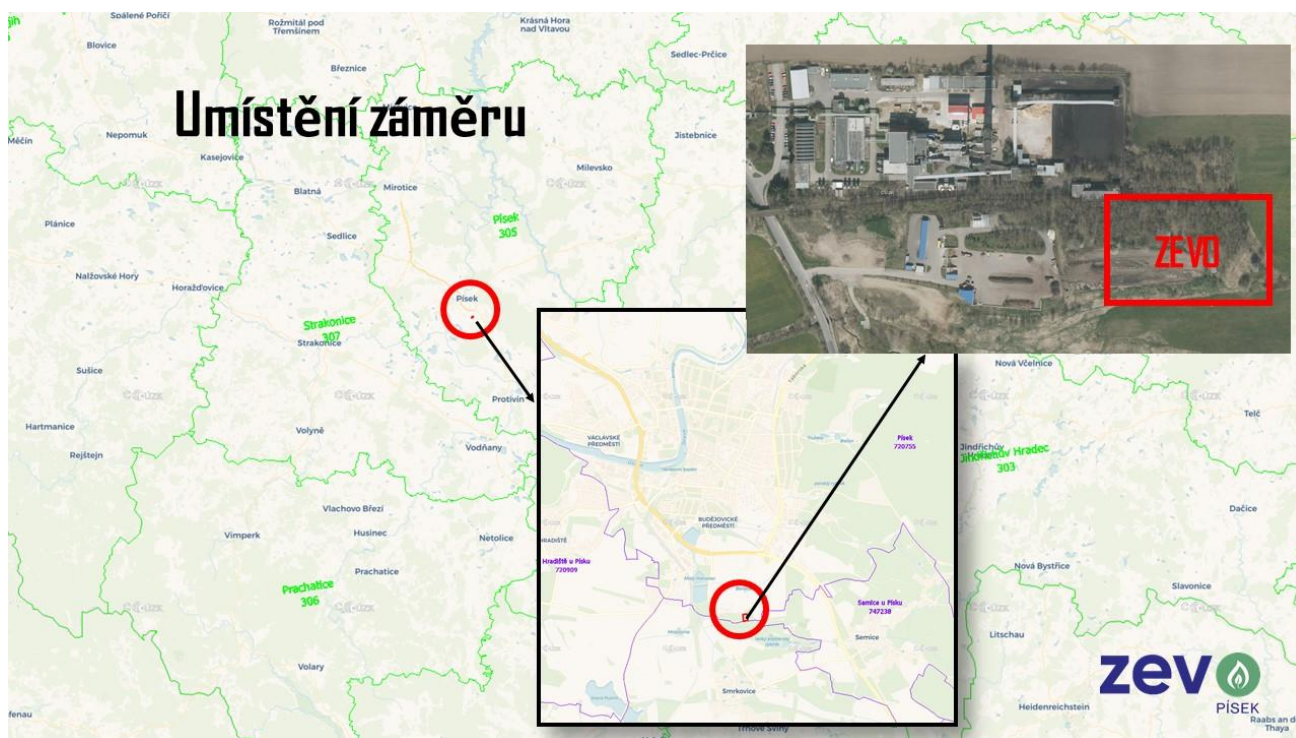 Umístění záměru
Spálené Poříčí
Rožmitál pod
Třemšínem
Krásná Hora
nad Vltavou
Blovice
Sedlec-Prčice
Březnice
Nepomuk
Kasejovice
Jistebnice
Milevsko
Blatná
Mirotice
Plánice
Písek
305
Sedlice
Nalžovské Hory
Horažďovice
Písek
Strakonice
307
Strakonice
Sušice
Protivín
Hartmanice
Volyně
Rejštejn
Vodňany
Vlachovo Březí
Vimperk
Husinec
Netolice
Prachatice
Prachatice
306
Volary
ZEVO
VÁCLAVSKÉ
PŘEDMĚSTÍ
Písek
720755
BUDĚJOVICKÉ
PŘEDMĚSTÍ
HRADIŠTĚ
Hradiště u Písku
720909
Semice u Písku
747238
Semice
Smrkovice
Nová Včelnice
Telč
Jindřichův Hradec
303
Dačice
Nová Bystřice
Slavonice
Litschau
Heidenreichstein
Raabs an d
Thaya
zevo
PÍSEK